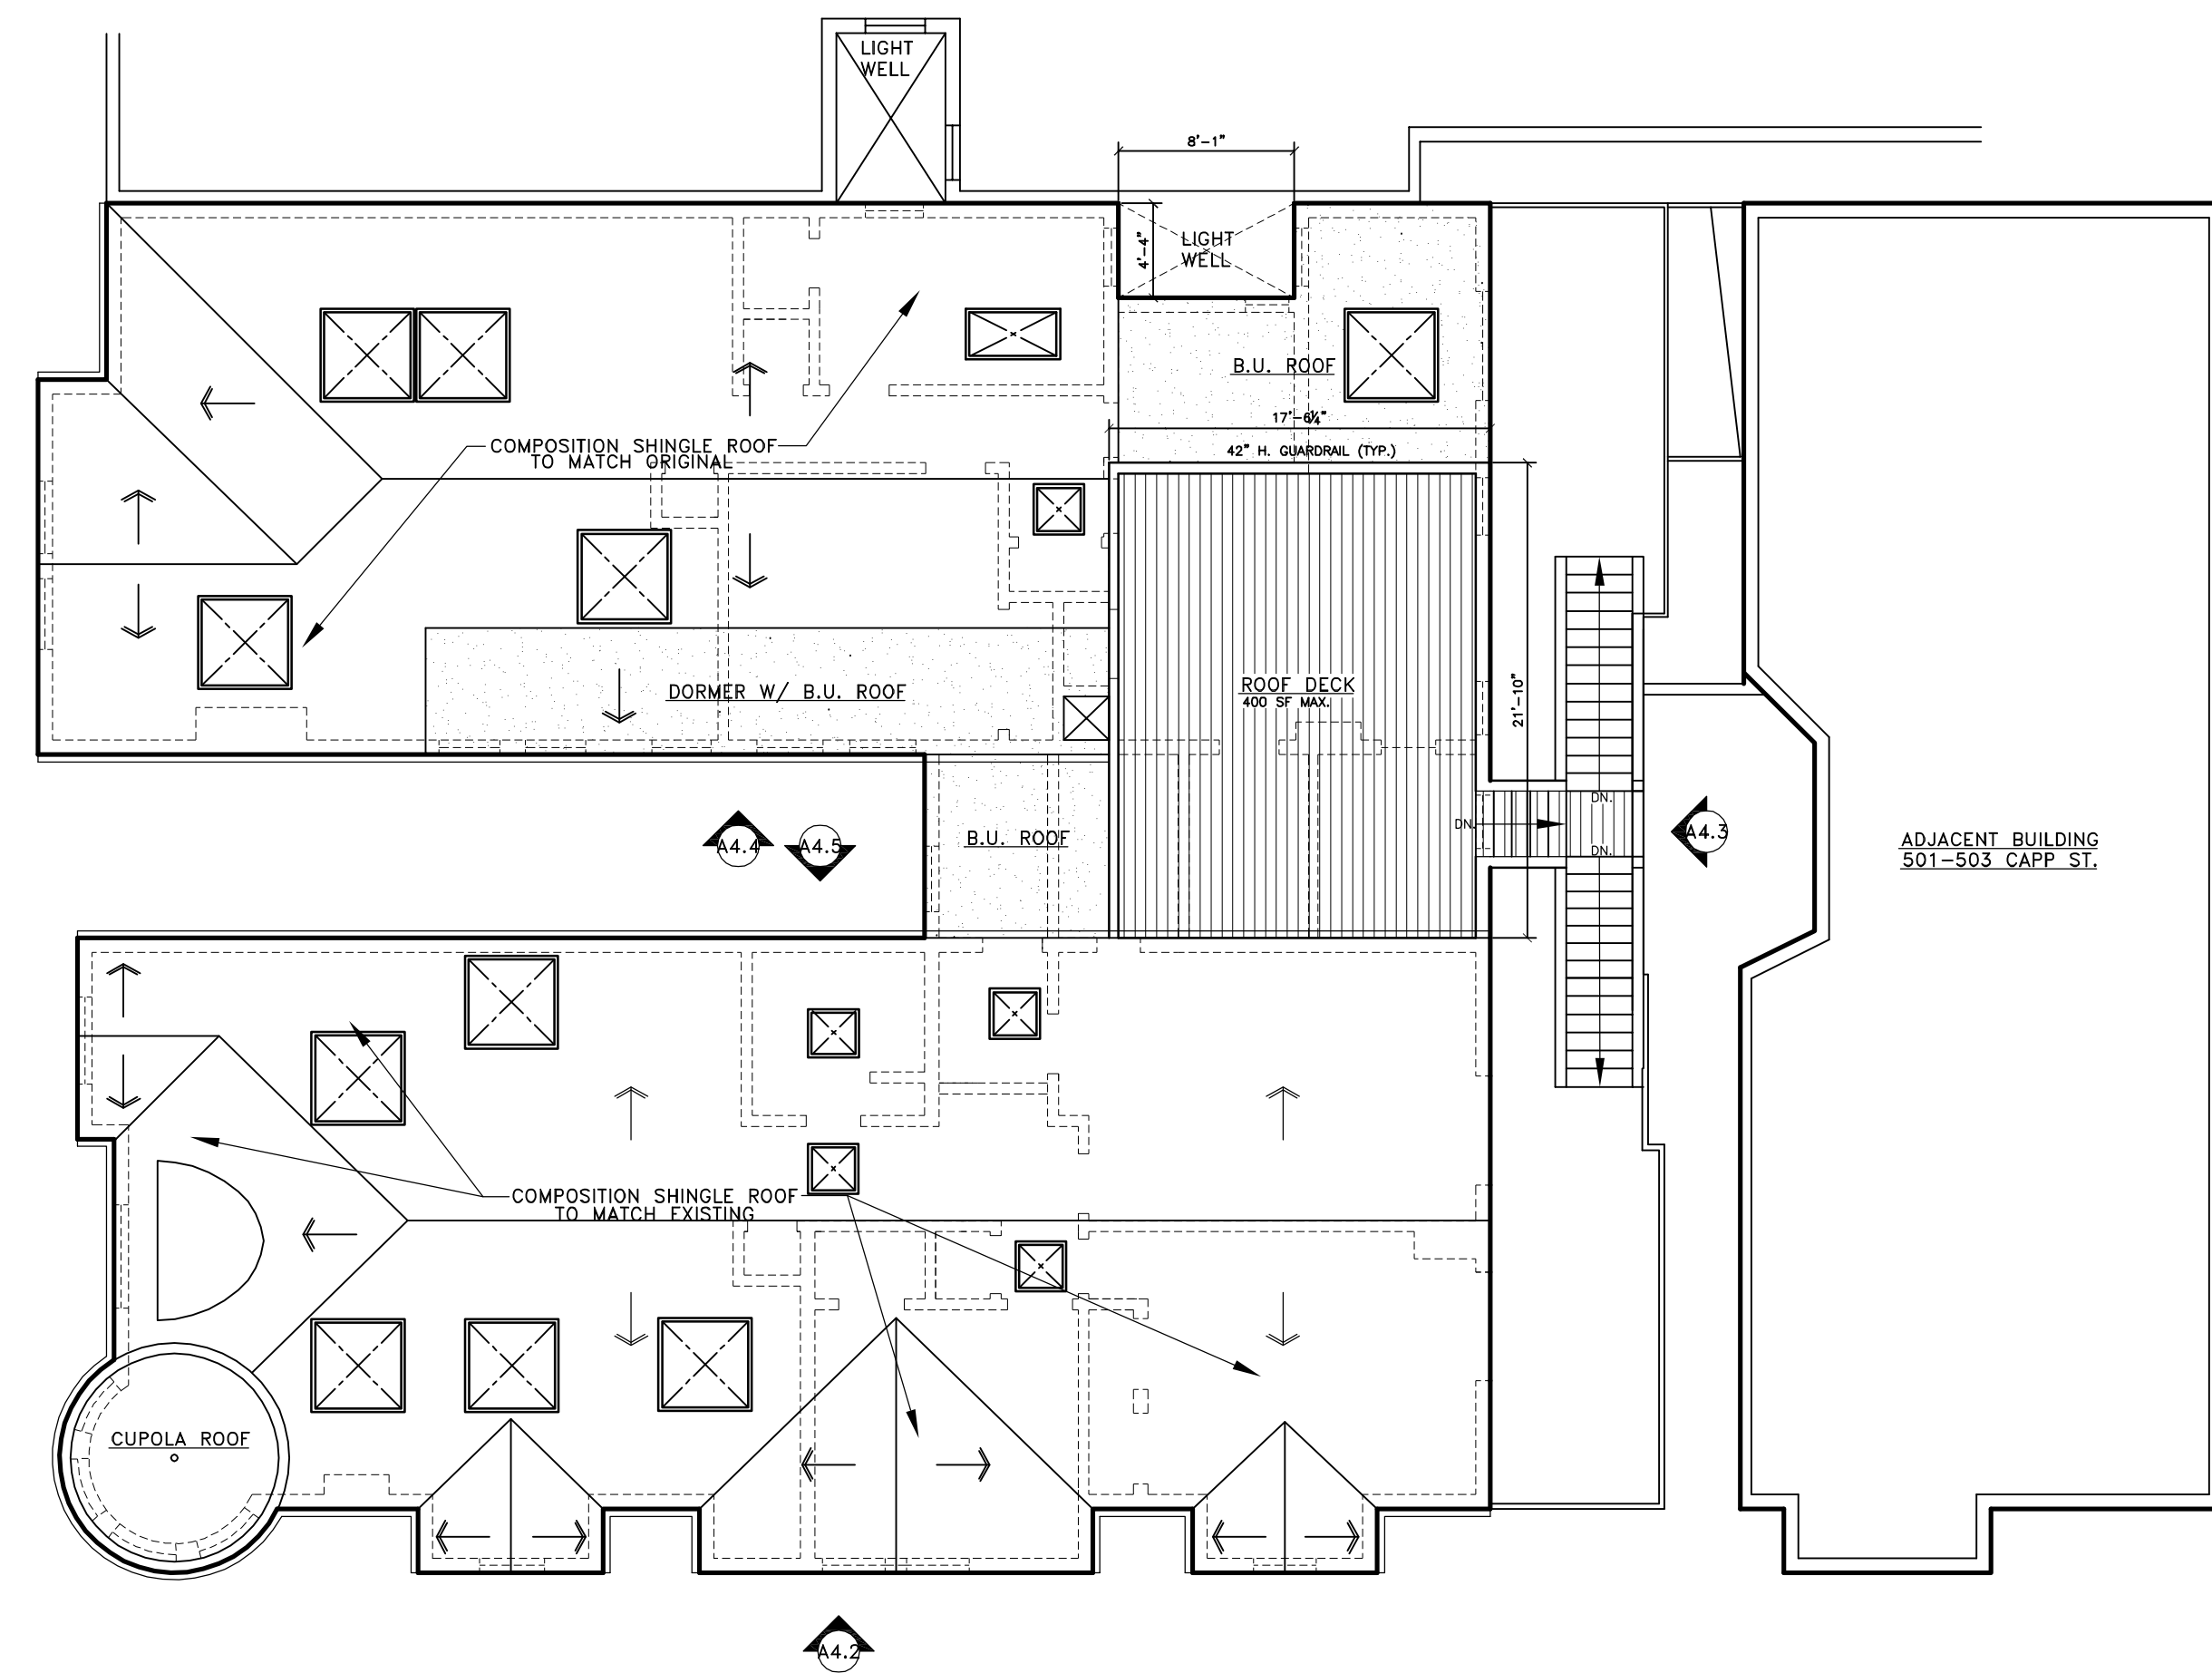 LIGHT
WELL
8'-1"
4'-4"
LIGHT
WELL
B.U. ROOF
17'-6¼"
42" H. GUARDRAIL (TYP.)
COMPOSITION SHINGLE ROOF
TO MATCH ORIGINAL
DORMER W/ B.U. ROOF
ROOF DECK
400 SF MAX.
21'-10"
DN.
DN.
DN.
A4.4
A4.5
B.U. ROOF
A4.3
ADJACENT BUILDING
501-503 CAPP ST.
COMPOSITION SHINGLE ROOF
TO MATCH EXISTING
CUPOLA ROOF
A4.2